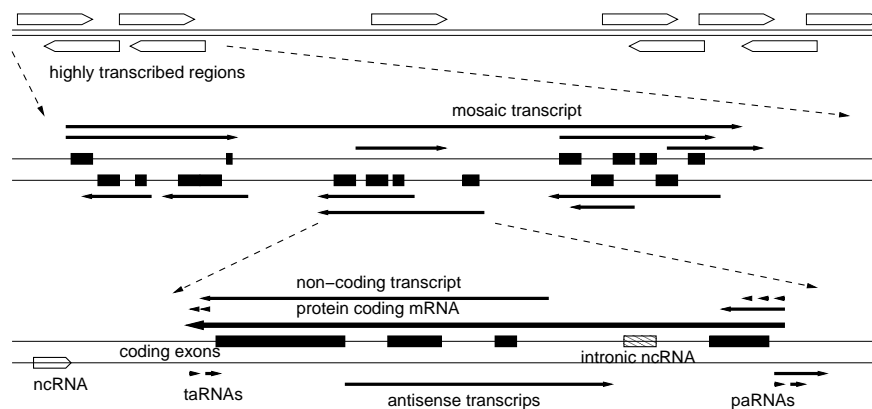 highly transcribed regions
mosaic transcript
non−coding transcript
protein coding mRNA
coding exons
intronic ncRNA
ncRNA
taRNAs
antisense transcrips
paRNAs